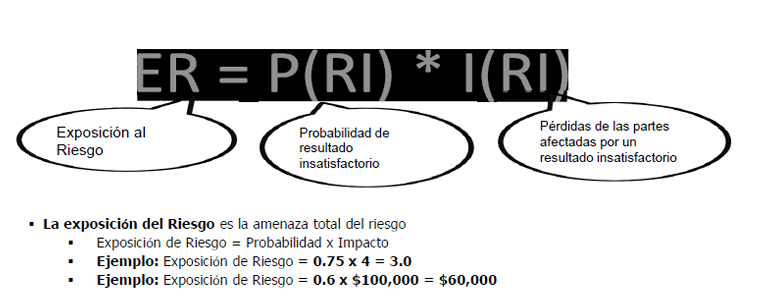 ER = P(RI) * I(RI)
Exposición al
Riesgo
Probabilidad de
resultado
insatisfactorio
Pérdidas de las partes
afectadas por un
resultado insatisfactorio
▪ La exposición del Riesgo es la amenaza total del riesgo
▪ Exposición de Riesgo = Probabilidad x Impacto
▪ Ejemplo: Exposición de Riesgo = 0.75 x 4 = 3.0
▪ Ejemplo: Exposición de Riesgo = 0.6 x $100,000 = $60,000